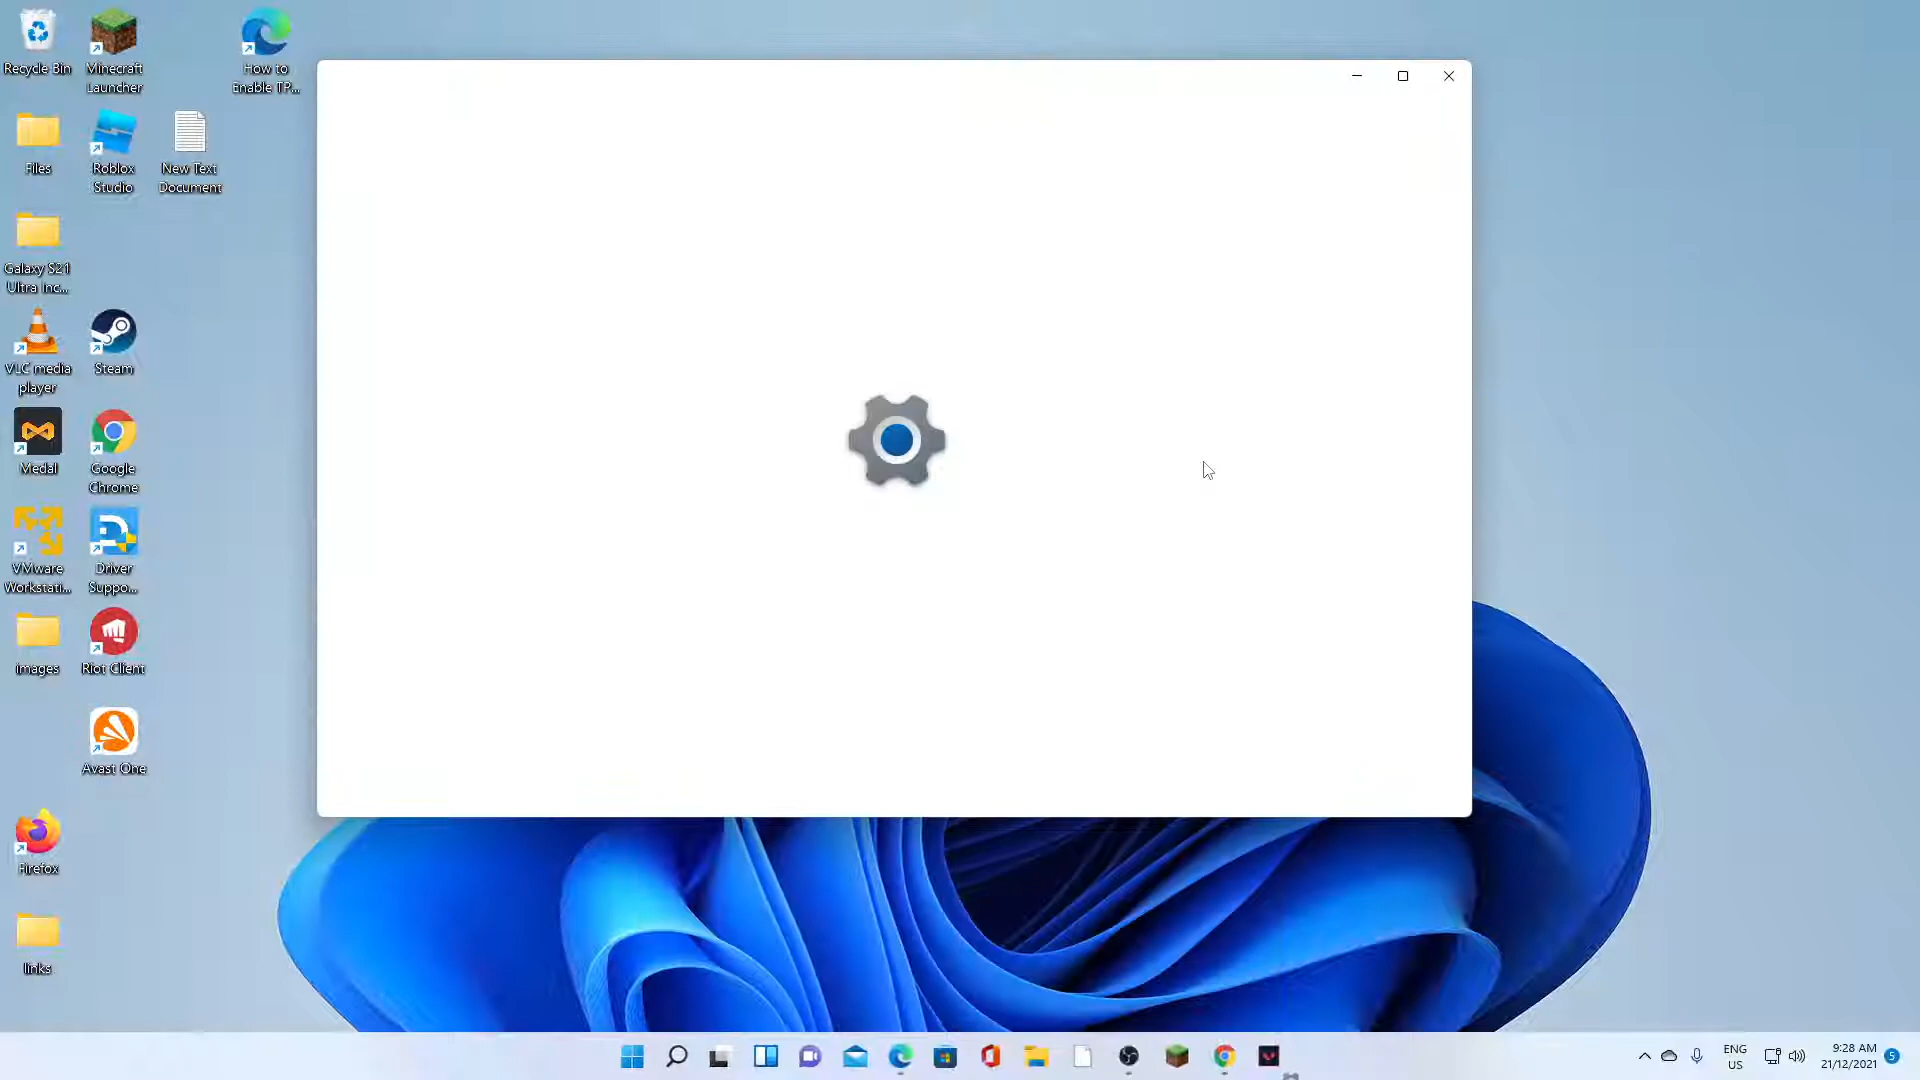 Recycle Bin
Minecraft
Launcher
How to
Enable TP...
Files
Roblox
Studio
New Text
Document
Galaxy S21
Ultra Inc...
VLC media
player
Steam
Medal
Google
Chrome
VMware
Workstati...
Driver
Suppo...
images
Riot Client
Avast One
Firefox
links
ENG
US
9:28 AM
21/12/2021
5